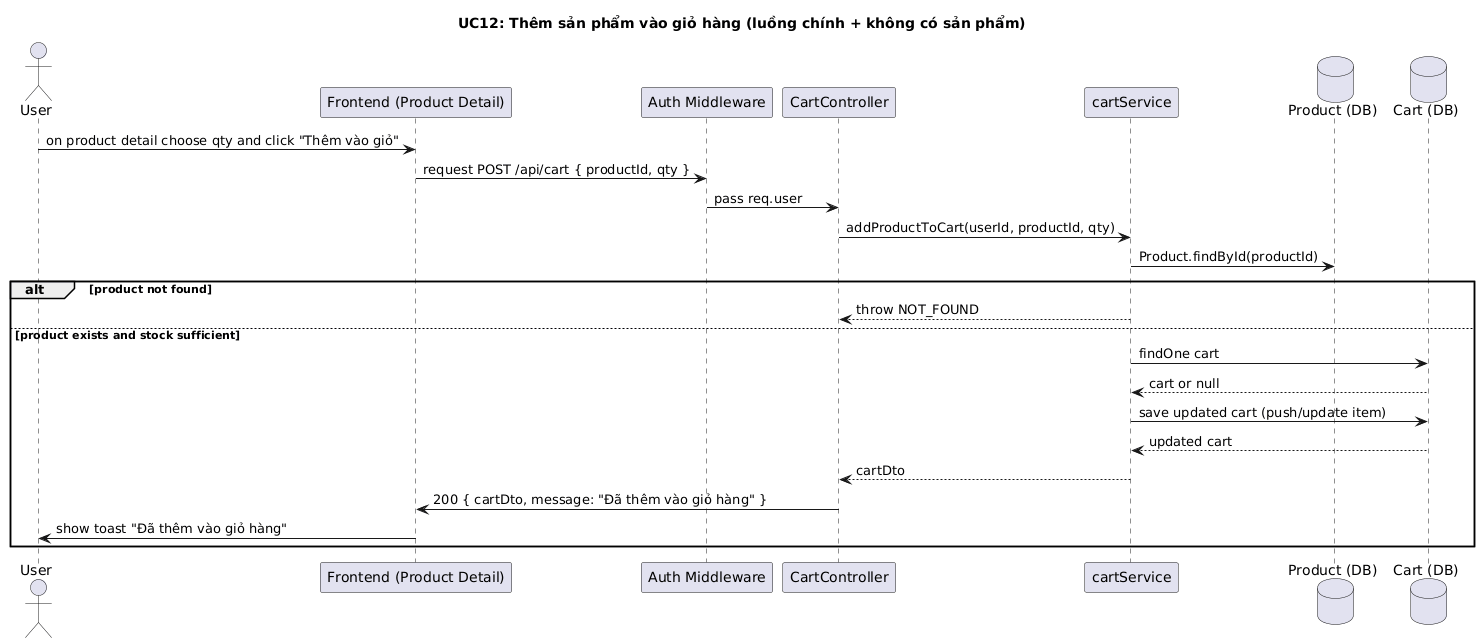 UC12: Thêm sản phẩm vào giỏ hàng (luồng chính + không có sản phẩm)
User
Frontend (Product Detail)
Auth Middleware
CartController
cartService
Product (DB)
Cart (DB)
on product detail choose qty and click "Thêm vào giỏ"
request POST /api/cart { productId, qty }
pass req.user
addProductToCart(userId, productId, qty)
Product.findById(productId)
alt
[product not found]
throw NOT_FOUND
[product exists and stock sufficient]
findOne cart
cart or null
save updated cart (push/update item)
updated cart
cartDto
200 { cartDto, message: "Đã thêm vào giỏ hàng" }
show toast "Đã thêm vào giỏ hàng"
User
Frontend (Product Detail)
Auth Middleware
CartController
cartService
Product (DB)
Cart (DB)